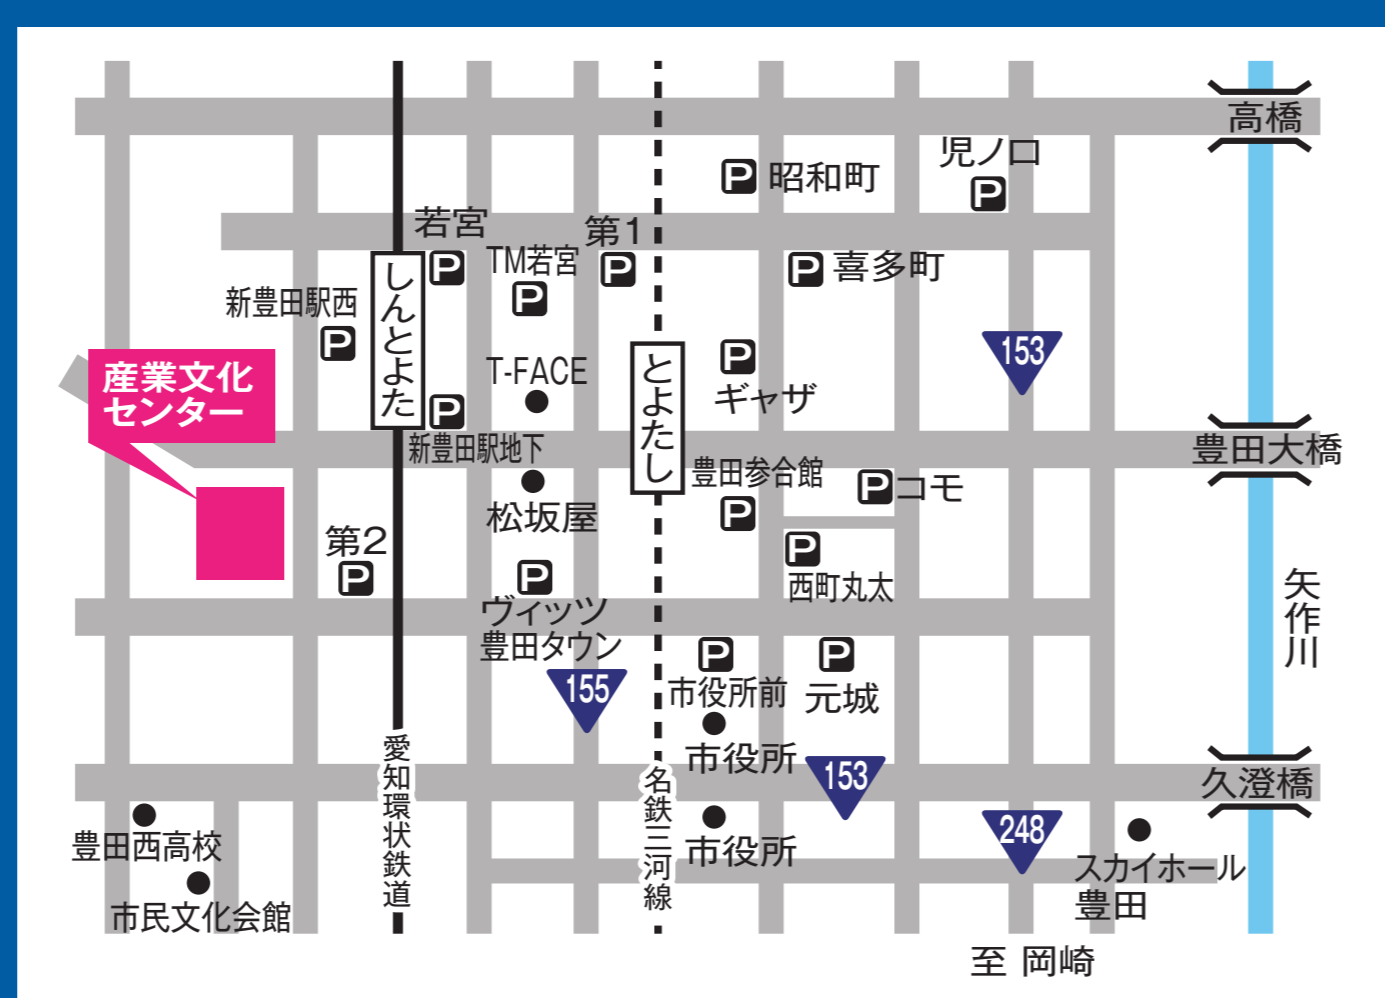 高橋
児ノ口
P
P
昭和町
若宮
P
第1
P
TM若宮
P
P
喜多町
新豊田駅西
P
しんとよた
153
産業文化
センター
T-FACE
とよたし
P
ギャザ
P
新豊田駅地下
豊田大橋
豊田参合館
P
P
コモ
松坂屋
第2
P
P
西町丸太
P
ヴィッツ
豊田タウン
矢作川
155
P
市役所前
P
元城
市役所
153
久澄橋
愛知環状鉄道
名鉄三河線
248
豊田西高校
市役所
スカイホール
豊田
市民文化会館
至 岡崎